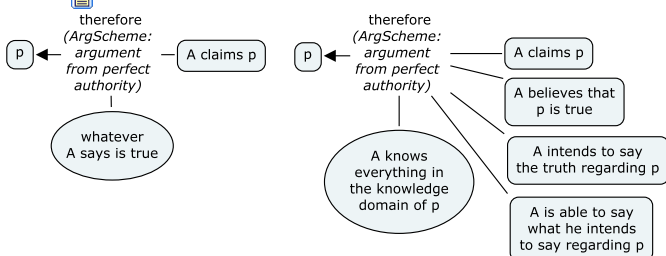 therefore
(ArgScheme:
argument
from perfect
authority)
p
A claims p
whatever
A says is true
therefore
(ArgScheme:
argument
from perfect
authority)
p
A claims p
A believes that
p is true
A intends to say
the truth regarding p
A is able to say
what he intends
to say regarding p
A knows
everything in
the knowledge
domain of p